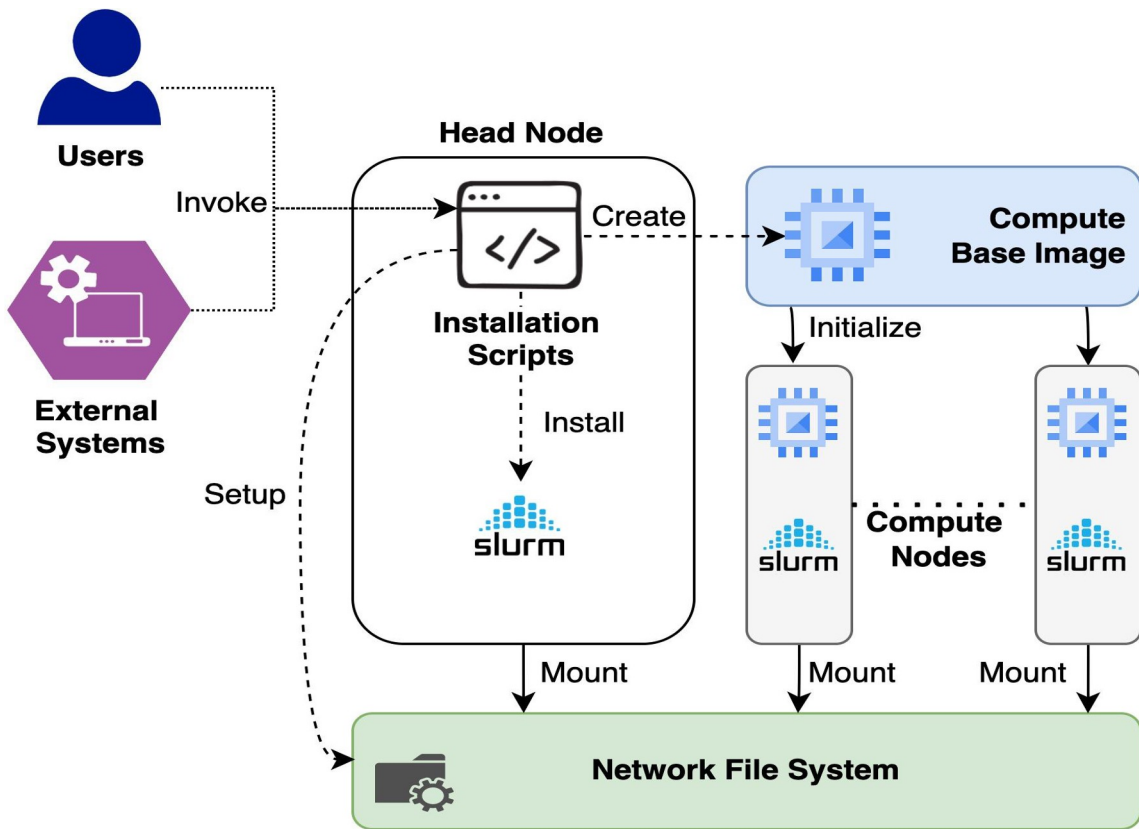 Users
Invoke
External
Systems
Setup
Head Node
</>
Installation
Scripts
Create
Install
slurm
Compute
Base Image
Initialize
slurm
Compute
Nodes
slurm
Mount
Mount
Mount
Network File System